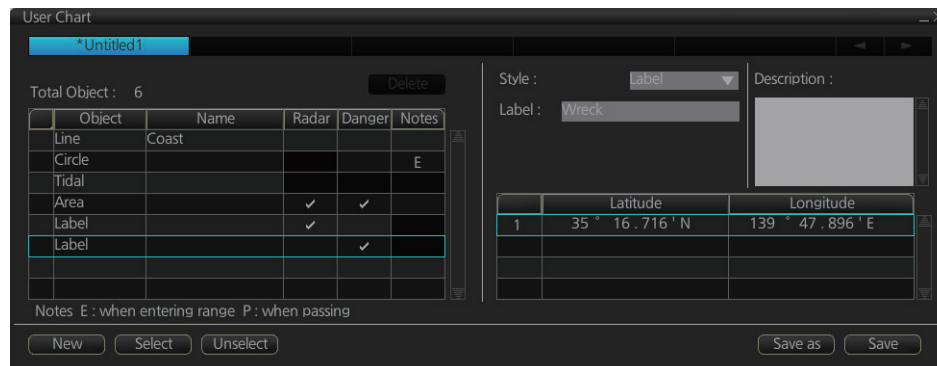 User Chart
*Untitled1
Total Object : 6
Delete
Object Name Radar Danger Notes
Line Coast
Circle E
Tidal
Area ✓ ✓
Label ✓
Label ✓
Notes E : when entering range P : when passing
Style : Label
Label : Wreck
Description :
Latitude Longitude
1 35 ° 16 . 716 ' N 139 ° 47 . 896 ' E
New Select Unselect
Save as Save